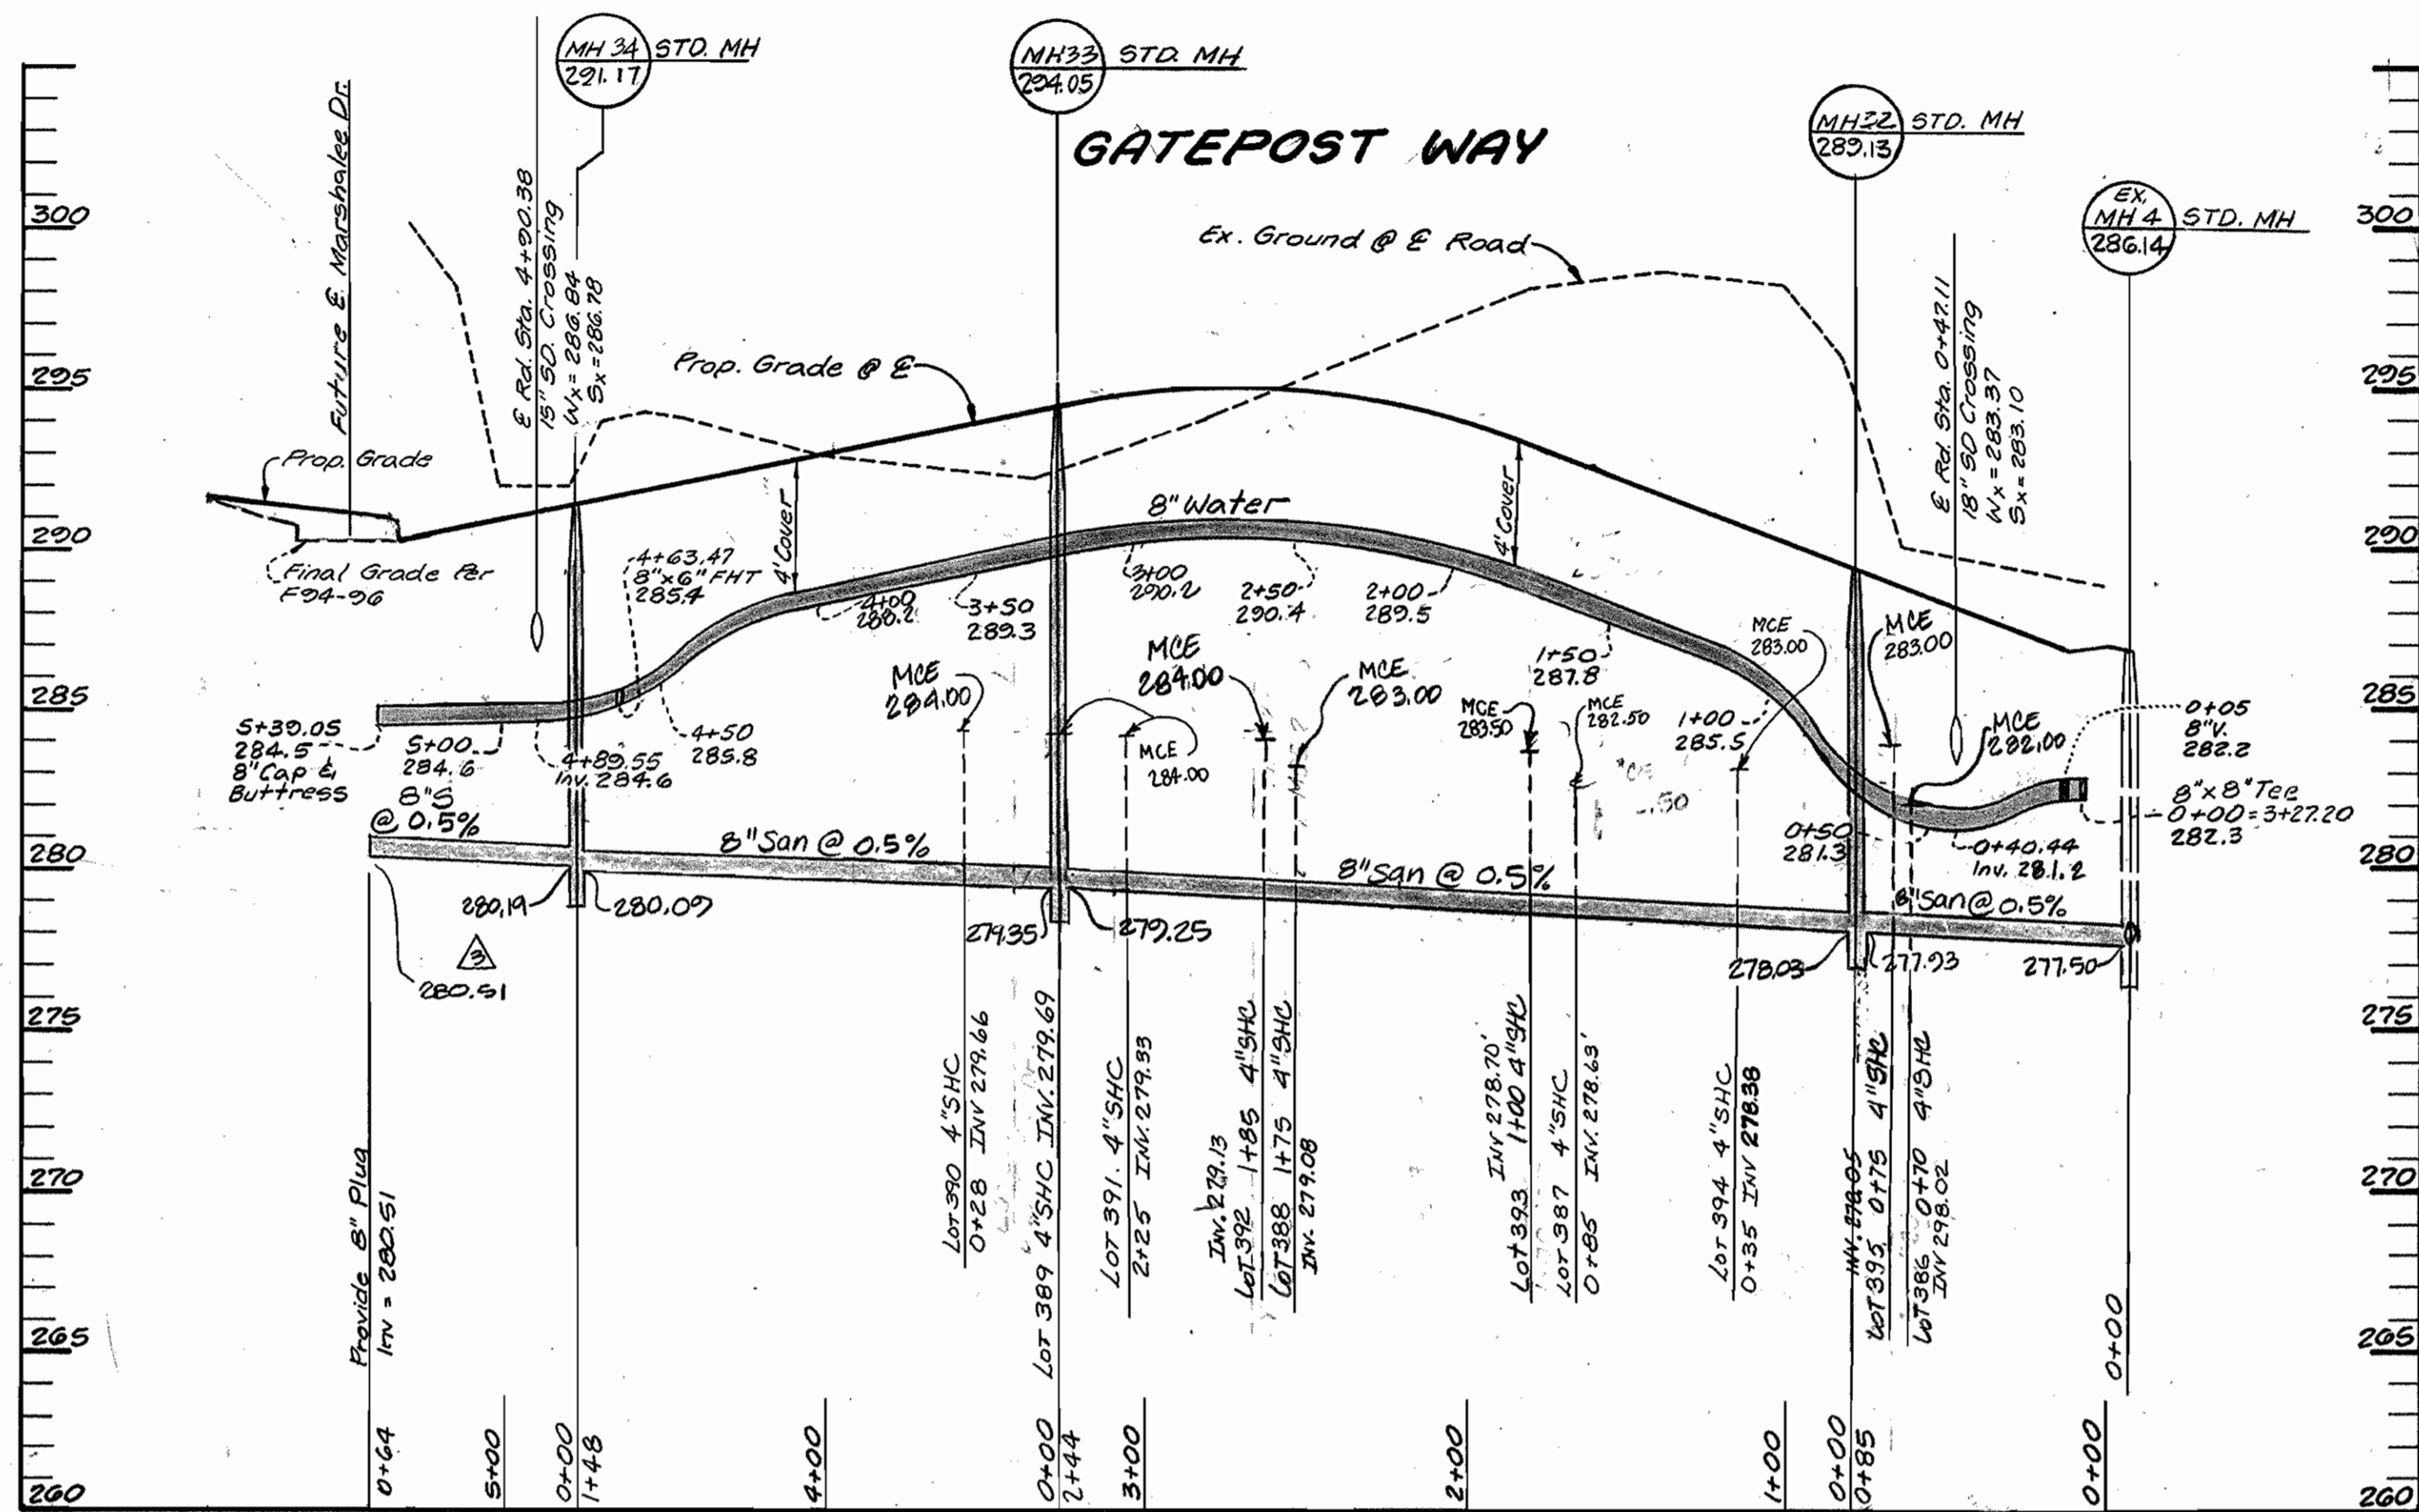 MH 34 STD. MH
291.17
MH33 STD. MH
294.05
GATEPOST WAY
MH32 STD. MH
289.13
EX.
MH 4 STD. MH
286.14
300
295
290
285
280
275
270
265
260
300
295
290
285
280
275
270
265
260
Future ℄ Marshalee Dr.
℄ Rd. Sta. 4+90.38
15" SD. Crossing
Wx = 286.84
Sx = 286.78
Ex. Ground @ ℄ Road
Prop. Grade @ ℄
℄ Rd. Sta. 0+47.11
18" SD Crossing
Wx = 283.37
Sx = 283.10
Prop. Grade
Final Grade Per
F94-96
4' Cover
4' Cover
8" Water
4+63.47
8"x6" FHT
285.4
4+00
288.2
3+50
289.3
3+00
290.2
2+50
290.4
2+00
289.5
1+50
287.8
1+00
285.5
MCE
284.00
MCE
284.00
MCE
284.00
MCE
283.00
MCE
283.50
MCE
282.50
MCE
283.00
MCE
283.00
MCE
282.00
5+39.05
284.5
8" Cap &
Buttress
5+00
284.6
4+89.55
Inv. 284.6
4+50
285.8
0+05
8"V.
282.2
8"x8" Tee
0+00=3+27.20
282.3
0+50
281.3
0+40.44
Inv. 281.2
8"S
@ 0.5%
8" San @ 0.5%
8" San @ 0.5%
8" San @ 0.5%
280.19
280.09
3
280.51
279.35
279.25
278.03
277.93
277.50
Provide 8" Plug
Inv = 280.51
Lot 390 4"SHC
0+28 INV 279.66
Lot 389 4"SHC INV. 279.69
Lot 391. 4"SHC
2+25 INV. 279.33
INV. 279.13
Lot 392 1+85 4"SHC
Lot 388 1+75 4"SHC
INV. 279.08
INV 278.70'
Lot 393 1+00 4"SHC
Lot 387 4"SHC
0+85 INV. 278.63'
Lot 394 4"SHC
0+35 INV 278.38
INV. 278.05
Lot 395 0+75 4"SHC
Lot 386 0+70 4"SHC
INV 298.02
0+00
0+64
5+00
0+00
1+48
4+00
0+00
2+44
3+00
2+00
1+00
0+00
0+85
0+00